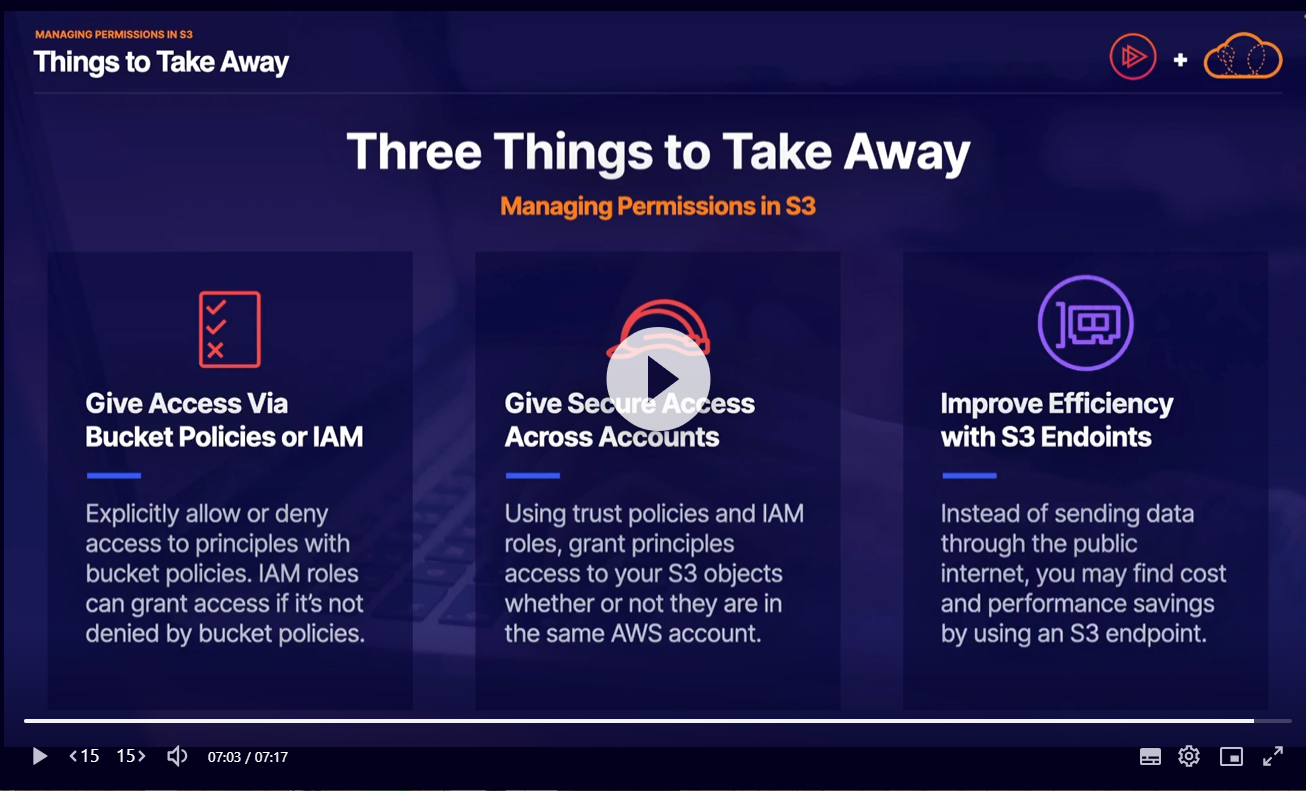 MANAGING PERMISSIONS IN S3
Things to Take Away
+
Three Things to Take Away
Managing Permissions in S3
Give Access Via
Bucket Policies or IAM
Explicitly allow or deny
access to principles with
bucket policies. IAM roles
can grant access if it's not
denied by bucket policies.
Give Secure Access
Across Accounts
Using trust policies and IAM
roles, grant principles
access to your S3 objects
whether or not they are in
the same AWS account.
Improve Efficiency
with S3 Endoints
Instead of sending data
through the public
internet, you may find cost
and performance savings
by using an S3 endpoint.
<15 15> 07:03 / 07:17